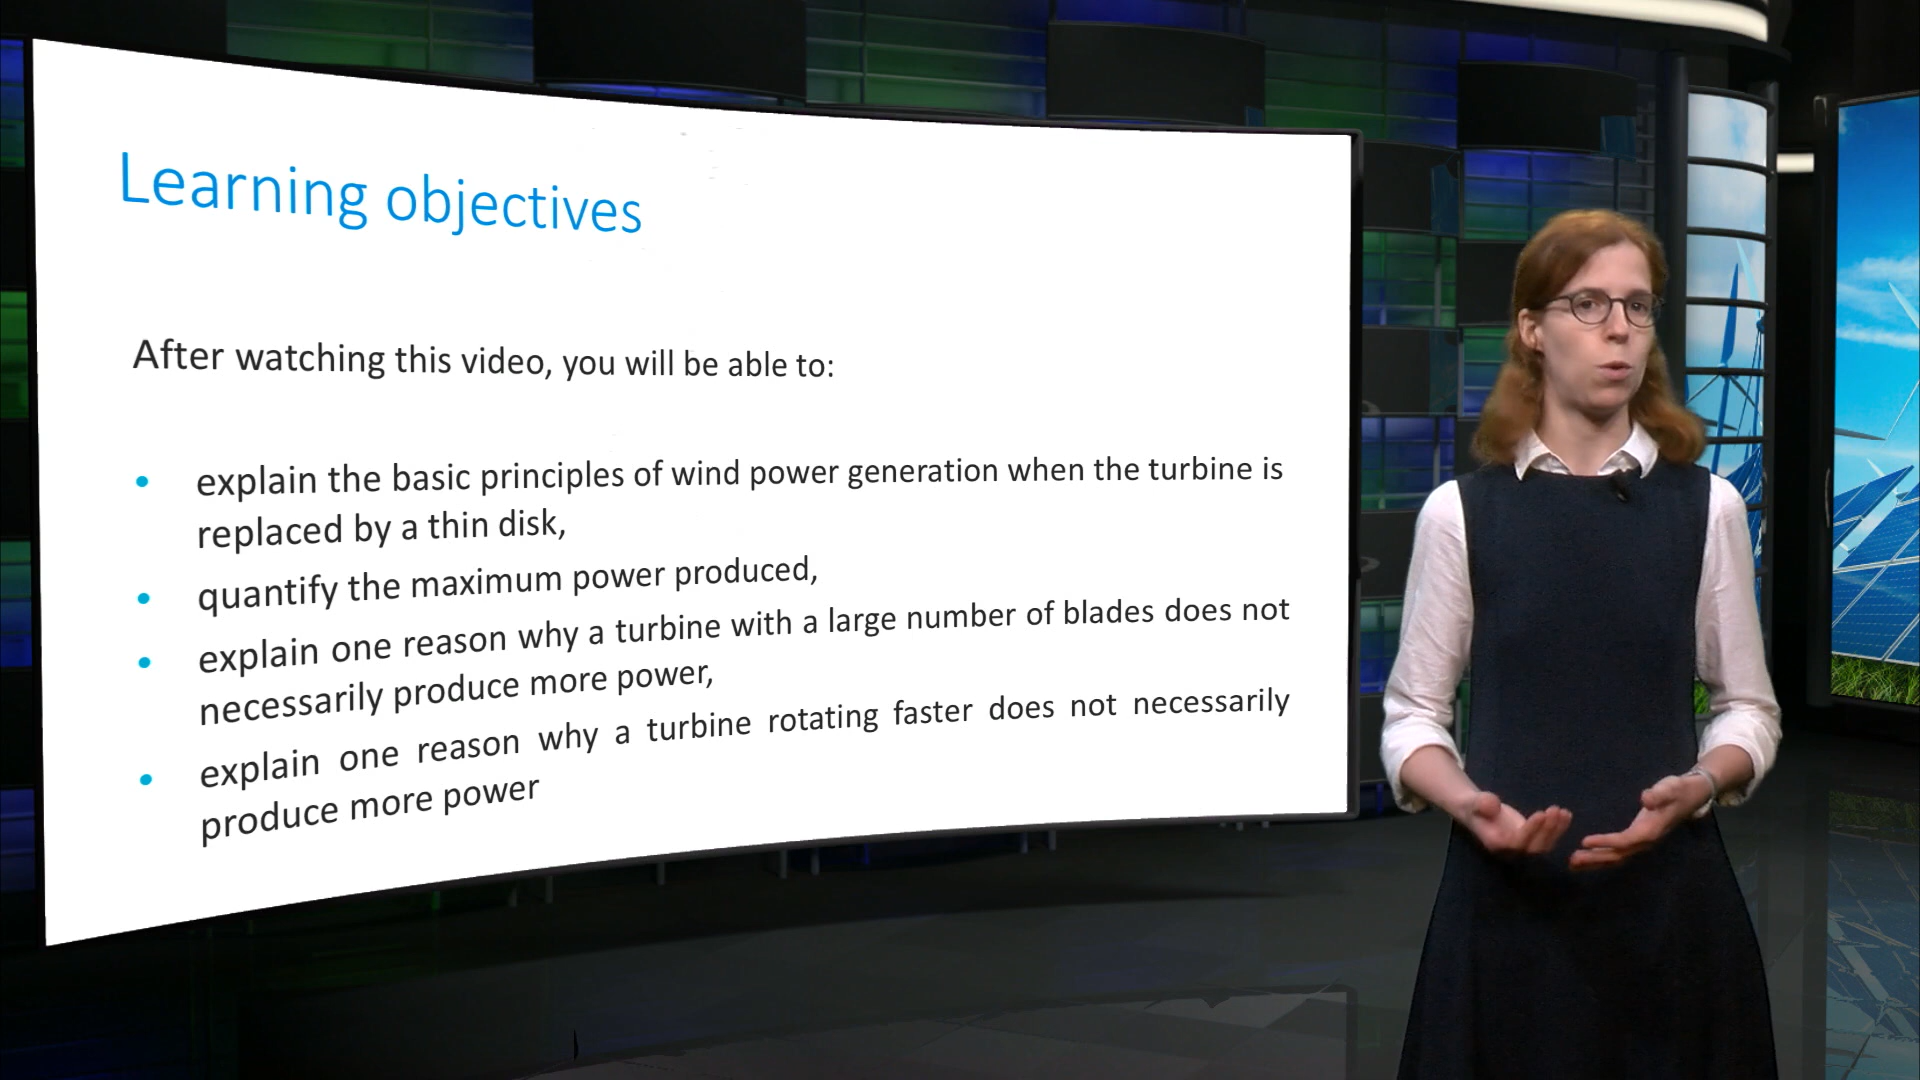 Learning objectives
After watching this video, you will be able to:
• explain the basic principles of wind power generation when the turbine is
replaced by a thin disk,
• quantify the maximum power produced,
• explain one reason why a turbine with a large number of blades does not
necessarily produce more power,
• explain one reason why a turbine rotating faster does not necessarily
produce more power